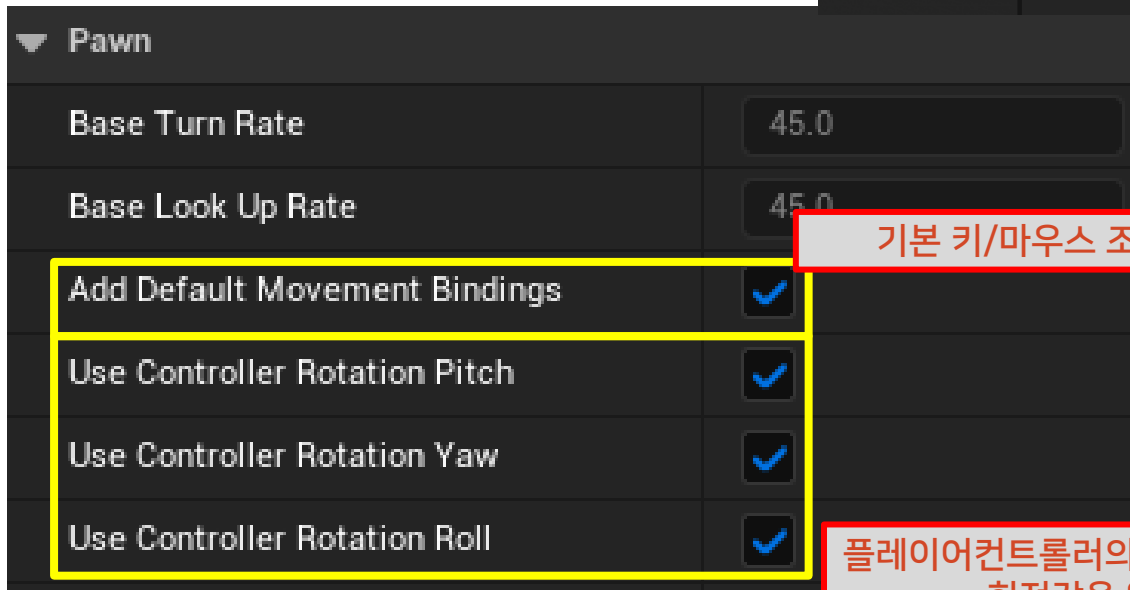 Pawn
Base Turn Rate
45.0
Base Look Up Rate
45.0
기본 키/마우스
Add Default Movement Bindings
Use Controller Rotation Pitch
Use Controller Rotation Yaw
Use Controller Rotation Roll
플레이어컨트롤러의